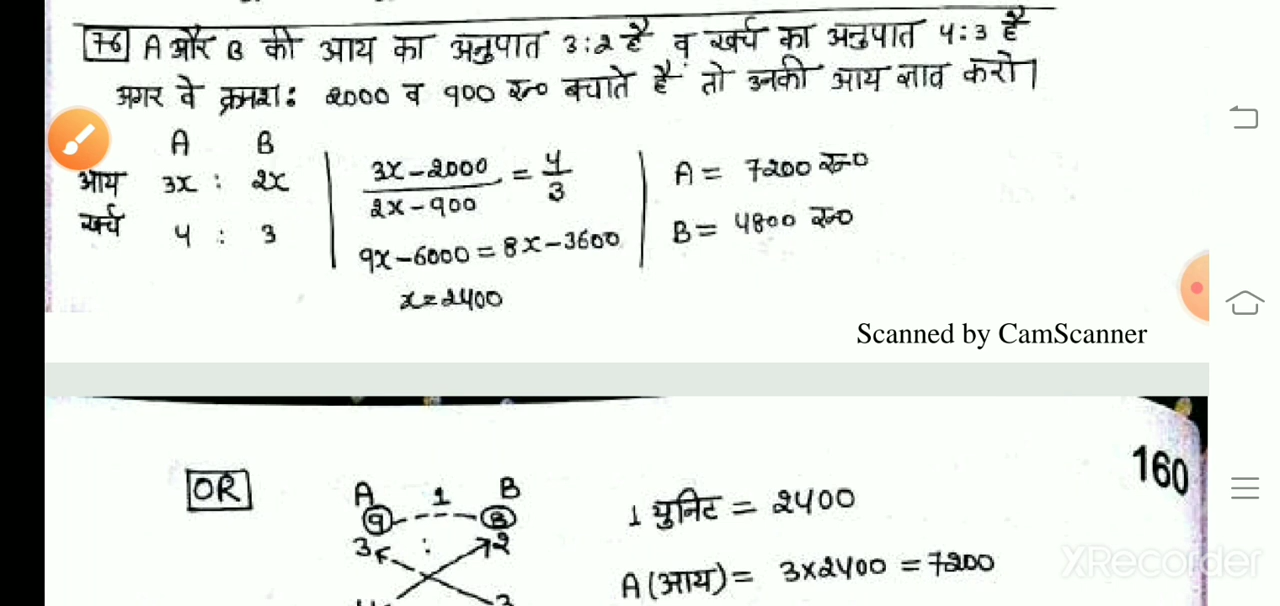 76 A और B की आय का अनुपात 3:2 है व खर्च का अनुपात 4:3 है
अगर वे क्रमश: 2000 व 900 रू० बचाते है तो उनकी आय ज्ञात करो।
A B
आय 3x : 2x
खर्च 4 : 3
3x-2000 / 2x-900 = 4/3
9x-6000 = 8x-3600
x=2400
A = 7200 रू०
B = 4800 रू०
Scanned by CamScanner
160
OR
A 1 B
9 8
3 : 2
4 3
1 युनिट = 2400
A (आय) = 3x2400 = 7200
XRecorder